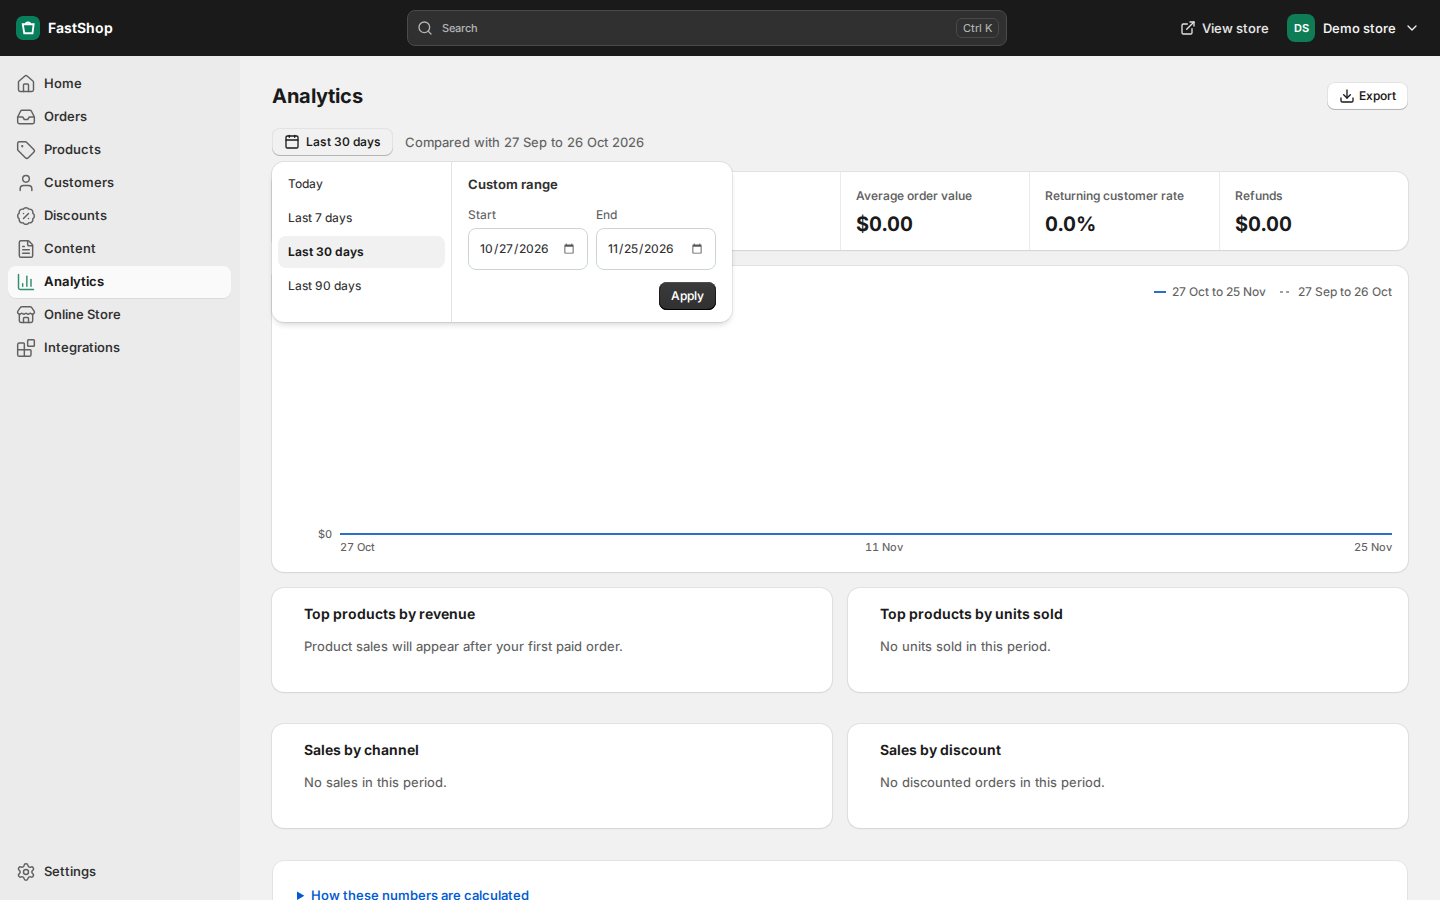 FastShop
Search
Ctrl K
View store
DS
Demo store
Home
Orders
Products
Customers
Discounts
Content
Analytics
Online Store
Integrations
Settings
Analytics
Export
Last 30 days
Compared with 27 Sep to 26 Oct 2026
Today
Last 7 days
Last 30 days
Last 90 days
Custom range
Start
End
10/27/2026
11/25/2026
Apply
Average order value
$0.00
Returning customer rate
0.0%
Refunds
$0.00
27 Oct to 25 Nov
27 Sep to 26 Oct
$0
27 Oct
11 Nov
25 Nov
Top products by revenue
Product sales will appear after your first paid order.
Top products by units sold
No units sold in this period.
Sales by channel
No sales in this period.
Sales by discount
No discounted orders in this period.
How these numbers are calculated